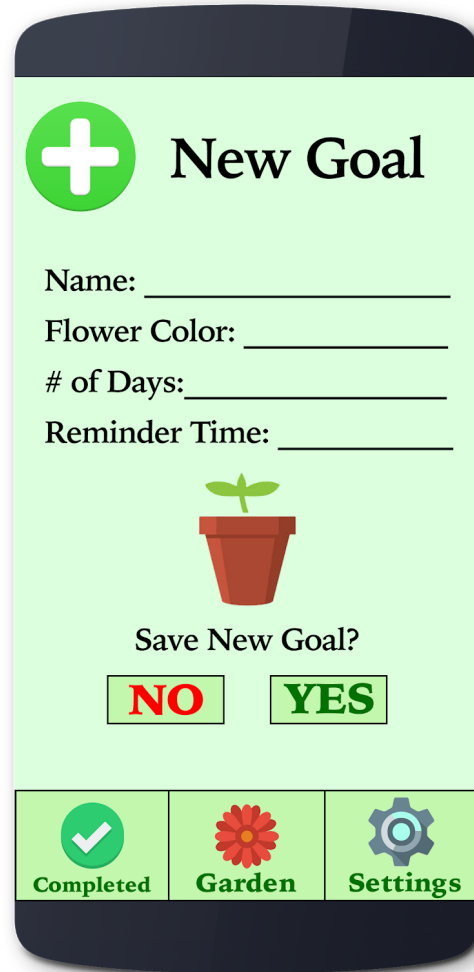 New Goal
Name:
Flower Color:
# of Days:
Reminder Time:
Save New Goal?
NO YES
Completed Garden Settings